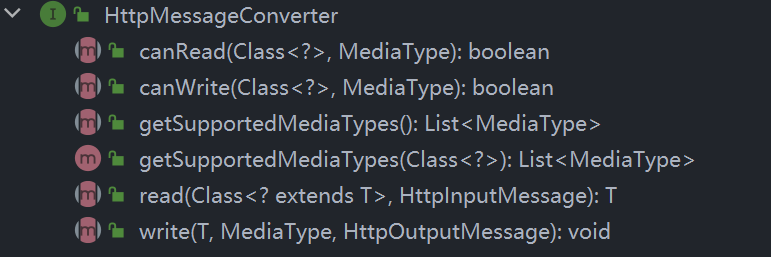 HttpMessageConverter
canRead(Class<?>, MediaType): boolean
canWrite(Class<?>, MediaType): boolean
getSupportedMediaTypes(): List<MediaType>
getSupportedMediaTypes(Class<?>): List<MediaType>
read(Class<? extends T>, HttpInputMessage): T
write(T, MediaType, HttpOutputMessage): void